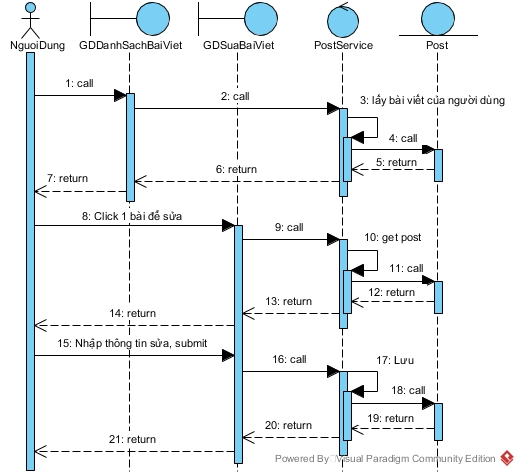 NguoiDung GDDanhSachBaiViet GDSuaBaiViet PostService Post
1: call
2: call
3: lấy bài viết của người dùng
4: call
5: return
6: return
7: return
8: Click 1 bài để sửa
9: call
10: get post
11: call
12: return
13: return
14: return
15: Nhập thông tin sửa, submit
16: call
17: Lưu
18: call
19: return
20: return
21: return
Powered By Visual Paradigm Community Edition